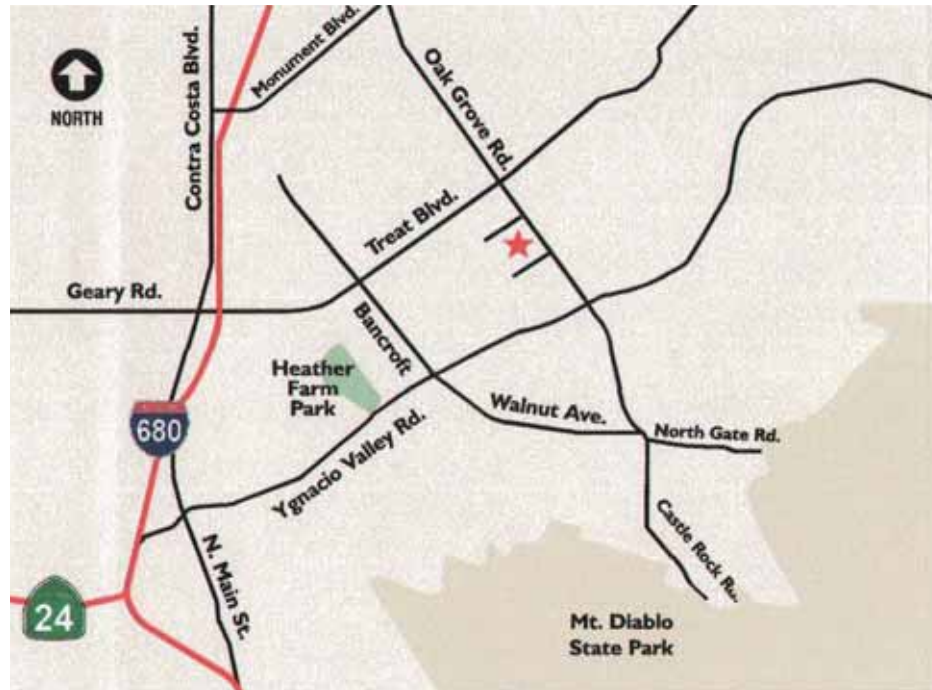 NORTH
Contra Costa Blvd.
Monument Blvd.
Oak Grove Rd.
Treat Blvd.
Geary Rd.
Bancroft
Heather
Farm
Park
Walnut Ave.
North Gate Rd.
680
Ygnacio Valley Rd.
Castle Rock Rd.
N. Main St.
24
Mt. Diablo
State Park